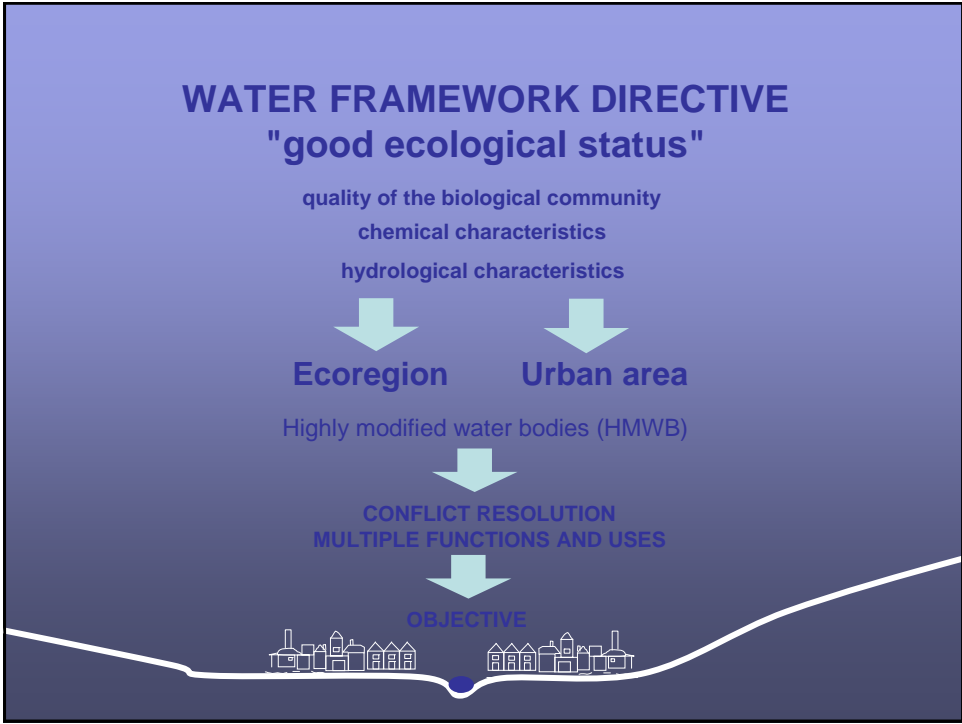 WATER FRAMEWORK DIRECTIVE
"good ecological status"
quality of the biological community
chemical characteristics
hydrological characteristics
Ecoregion Urban area
Highly modified water bodies (HMWB)
CONFLICT RESOLUTION
MULTIPLE FUNCTIONS AND USES
OBJECTIVE